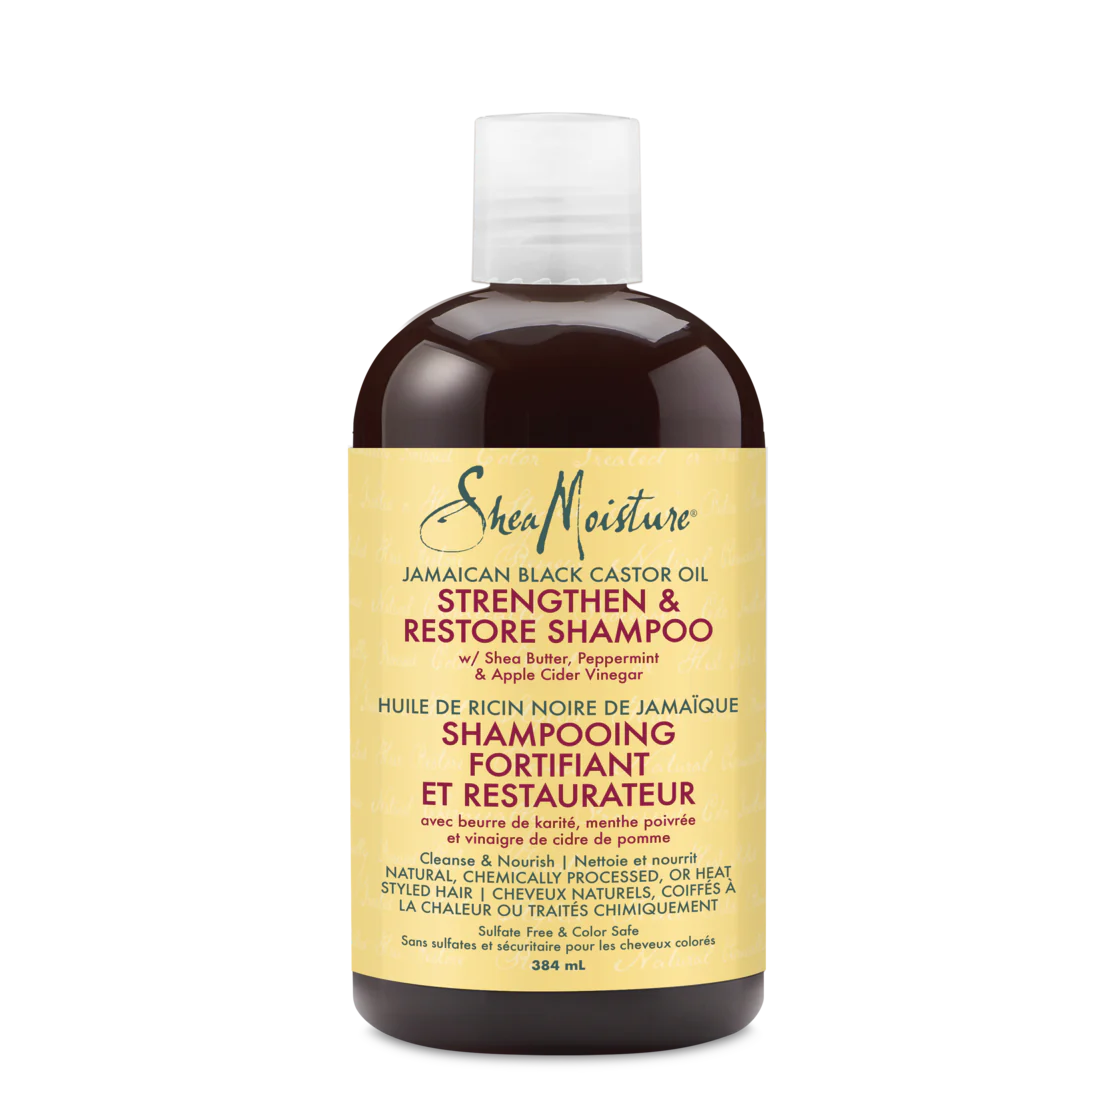 SheaMoisture®
JAMAICAN BLACK CASTOR OIL
STRENGTHEN &
RESTORE SHAMPOO
w/ Shea Butter, Peppermint
& Apple Cider Vinegar
HUILE DE RICIN NOIRE DE JAMAÏQUE
SHAMPOOING
FORTIFIANT
ET RESTAURATEUR
avec beurre de karité, menthe poivrée
et vinaigre de cidre de pomme
Cleanse & Nourish | Nettoie et nourrit
NATURAL, CHEMICALLY PROCESSED, OR HEAT
STYLED HAIR | CHEVEUX NATURELS, COIFFÉS À
LA CHALEUR OU TRAITÉS CHIMIQUEMENT
Sulfate Free & Color Safe
Sans sulfates et sécuritaire pour les cheveux colorés
384 mL